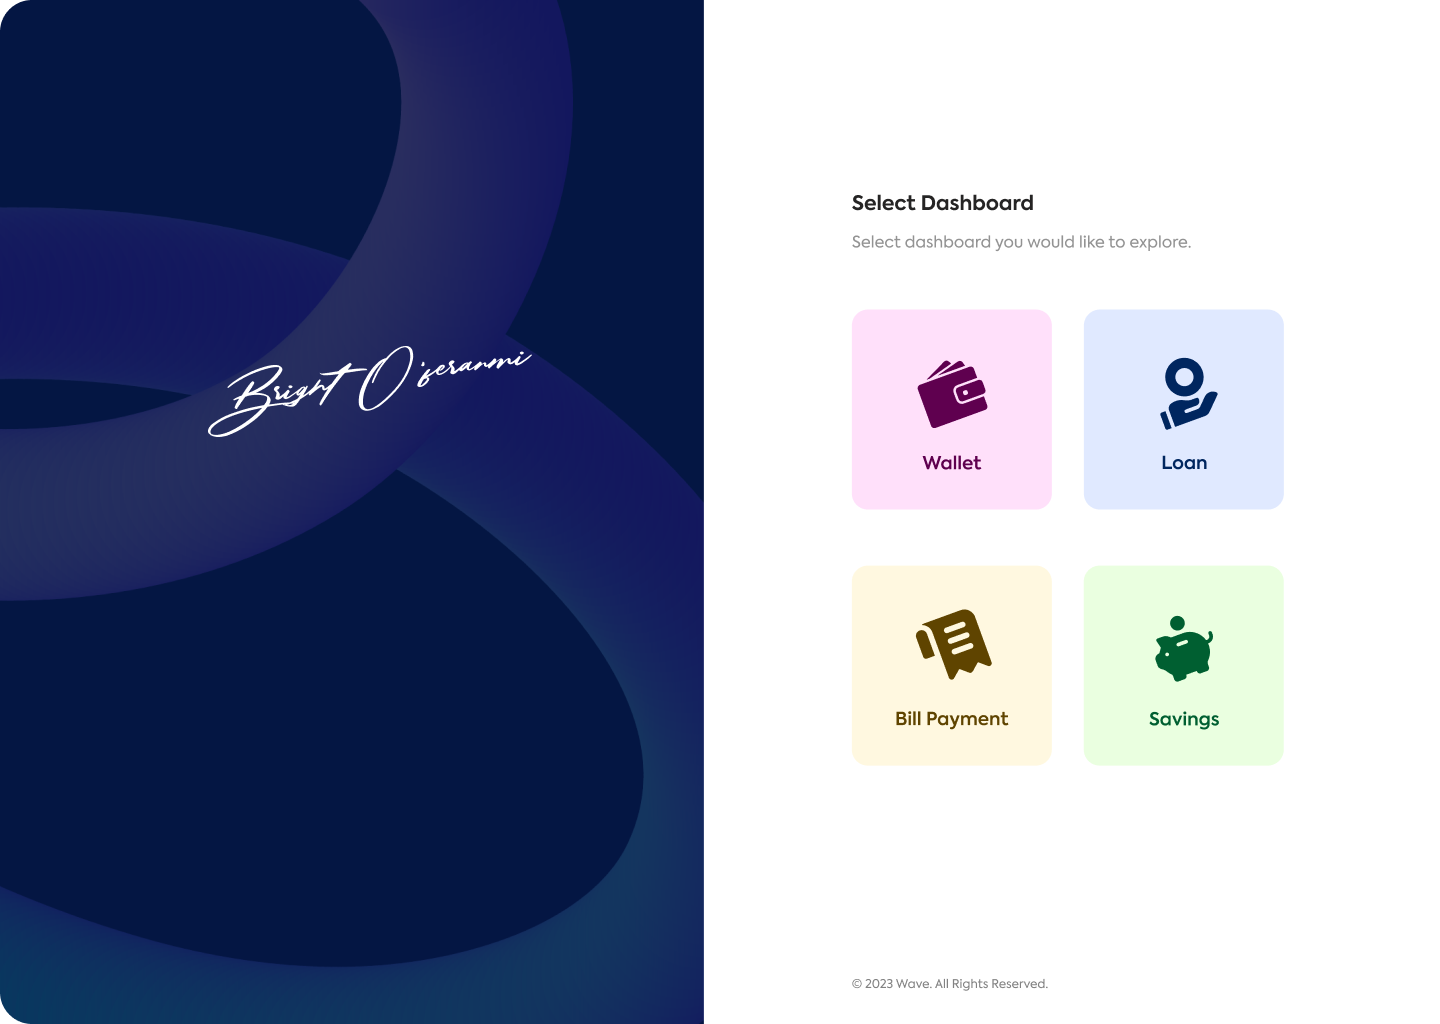 Bright O'feranmi
Select Dashboard
Select dashboard you would like to explore.
Wallet
Loan
Bill Payment
Savings
© 2023 Wave. All Rights Reserved.